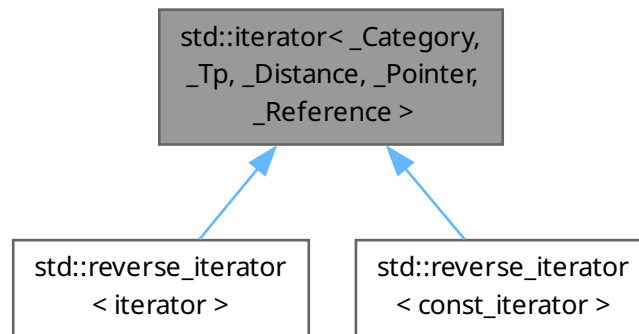 std::iterator< _Category,
_Tp, _Distance, _Pointer,
_Reference >
std::reverse_iterator
< iterator >
std::reverse_iterator
< const_iterator >